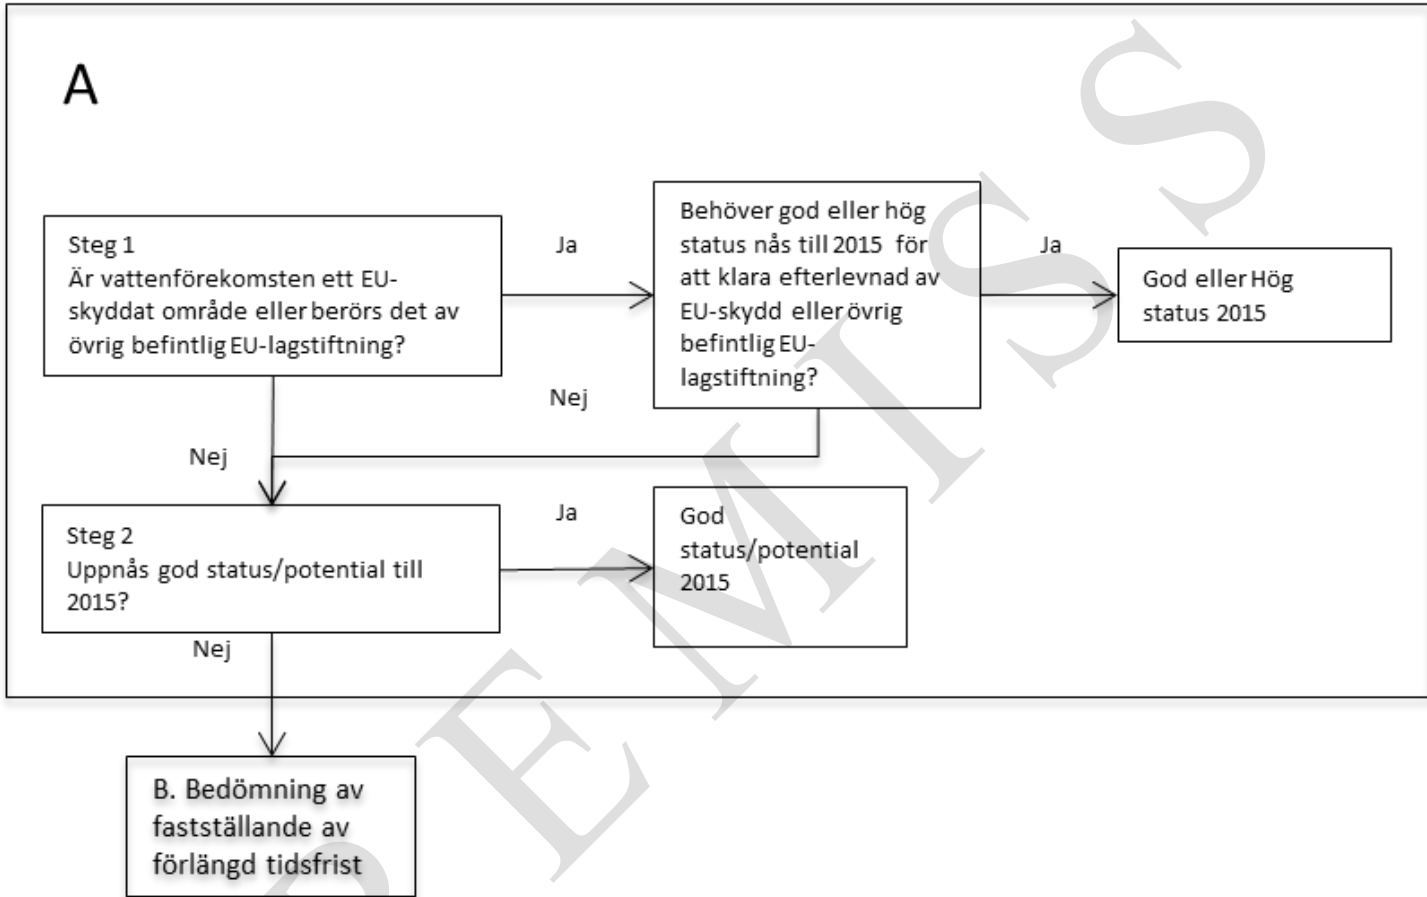 A
Steg 1
Är vattenförekomsten ett EU-
skyddat område eller berörs det av
övrig befintlig EU-lagstiftning?
Ja
Behöver god eller hög
status nås till 2015 för
att klara efterlevnad av
EU-skydd eller övrig
befintlig EU-
lagstiftning?
Ja
God eller Hög
status 2015
Nej
Nej
Steg 2
Uppnås god status/potential till
2015?
Ja
God
status/potential
2015
Nej
B. Bedömning av
fastställande av
förlängd tidsfrist
REMISS